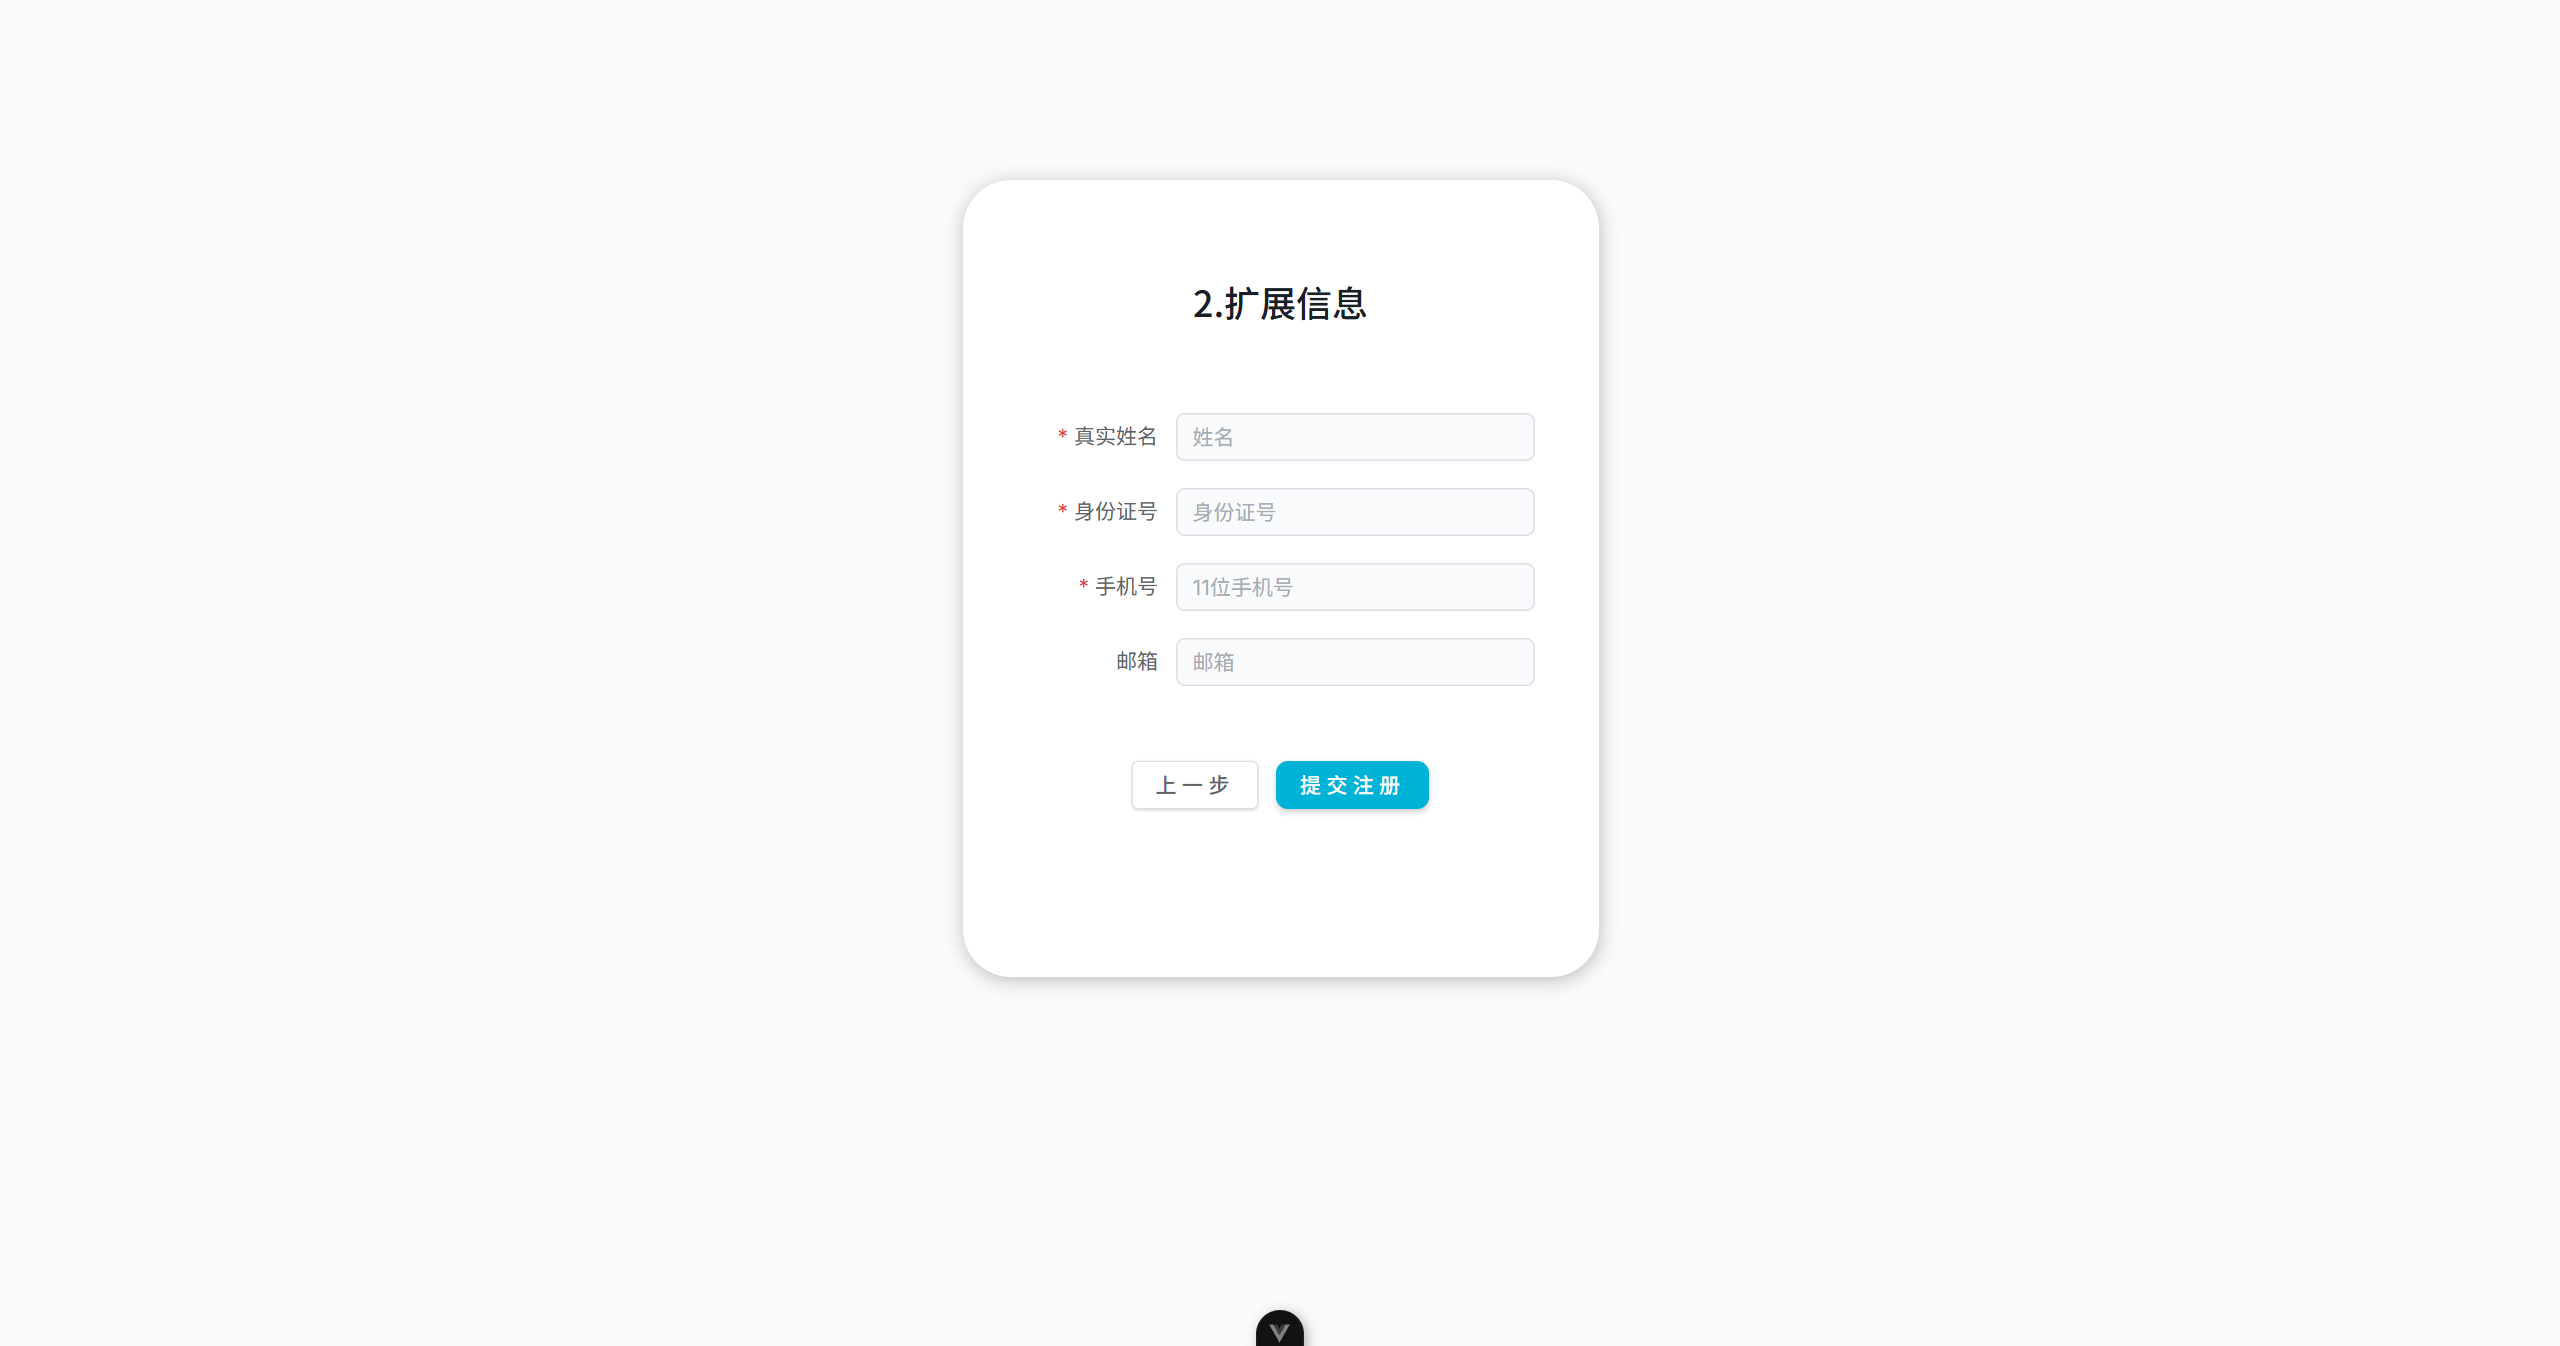 2.扩展信息
* 真实姓名 姓名
* 身份证号 身份证号
* 手机号 11位手机号
邮箱 邮箱
上一步 提交注册